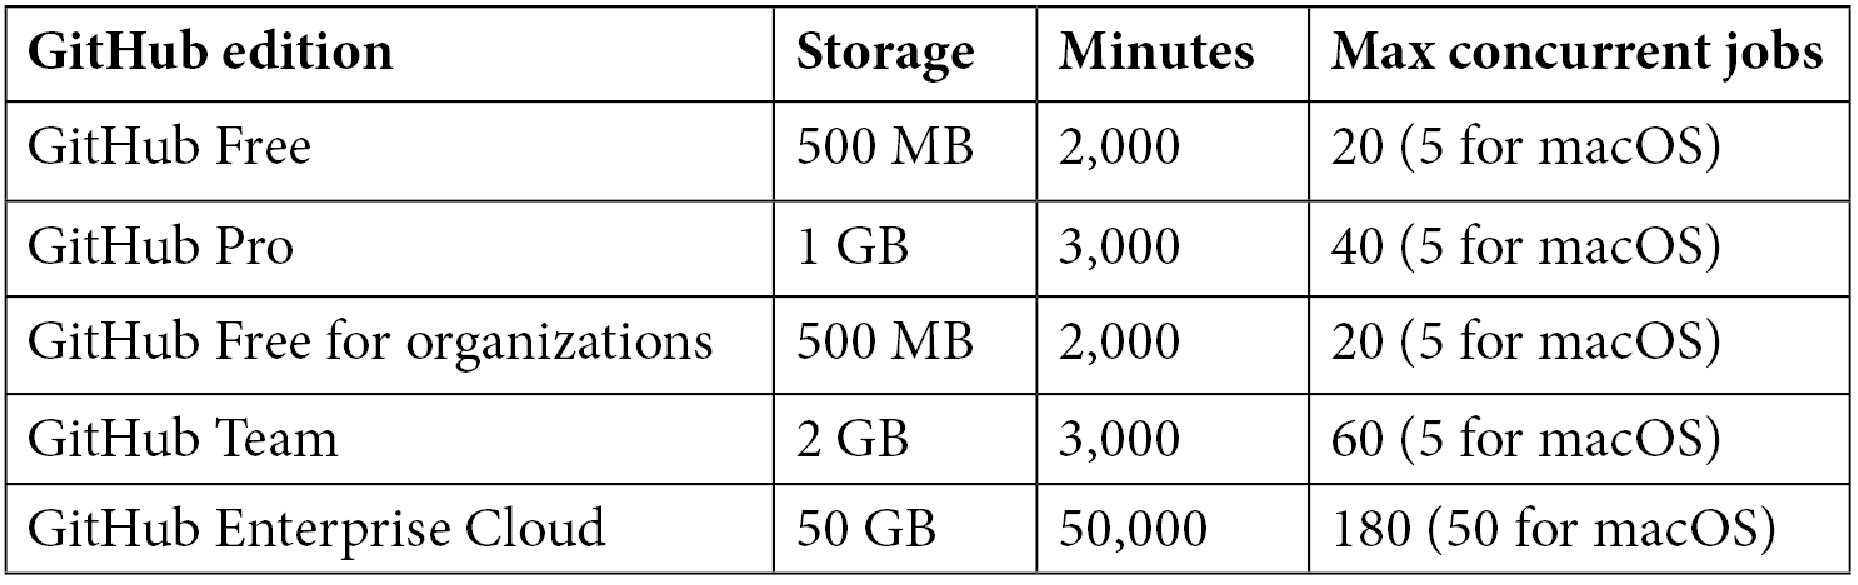 GitHub edition Storage Minutes Max concurrent jobs
GitHub Free 500 MB 2,000 20 (5 for macOS)
GitHub Pro 1 GB 3,000 40 (5 for macOS)
GitHub Free for organizations 500 MB 2,000 20 (5 for macOS)
GitHub Team 2 GB 3,000 60 (5 for macOS)
GitHub Enterprise Cloud 50 GB 50,000 180 (50 for macOS)